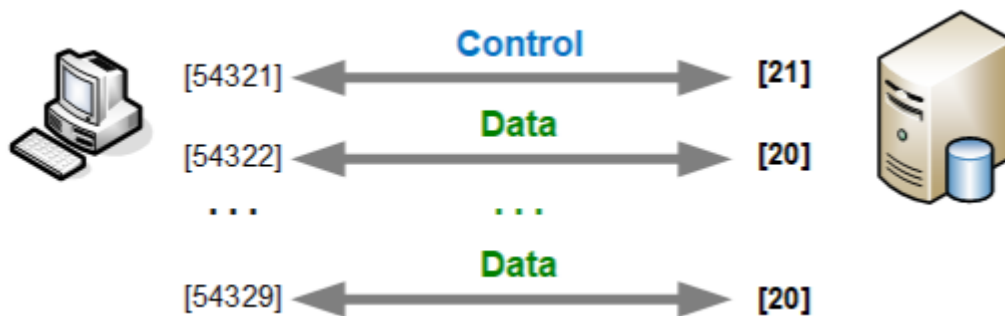 Control
[54321] [21]
Data
[54322] [20]
... ...
Data
[54329] [20]